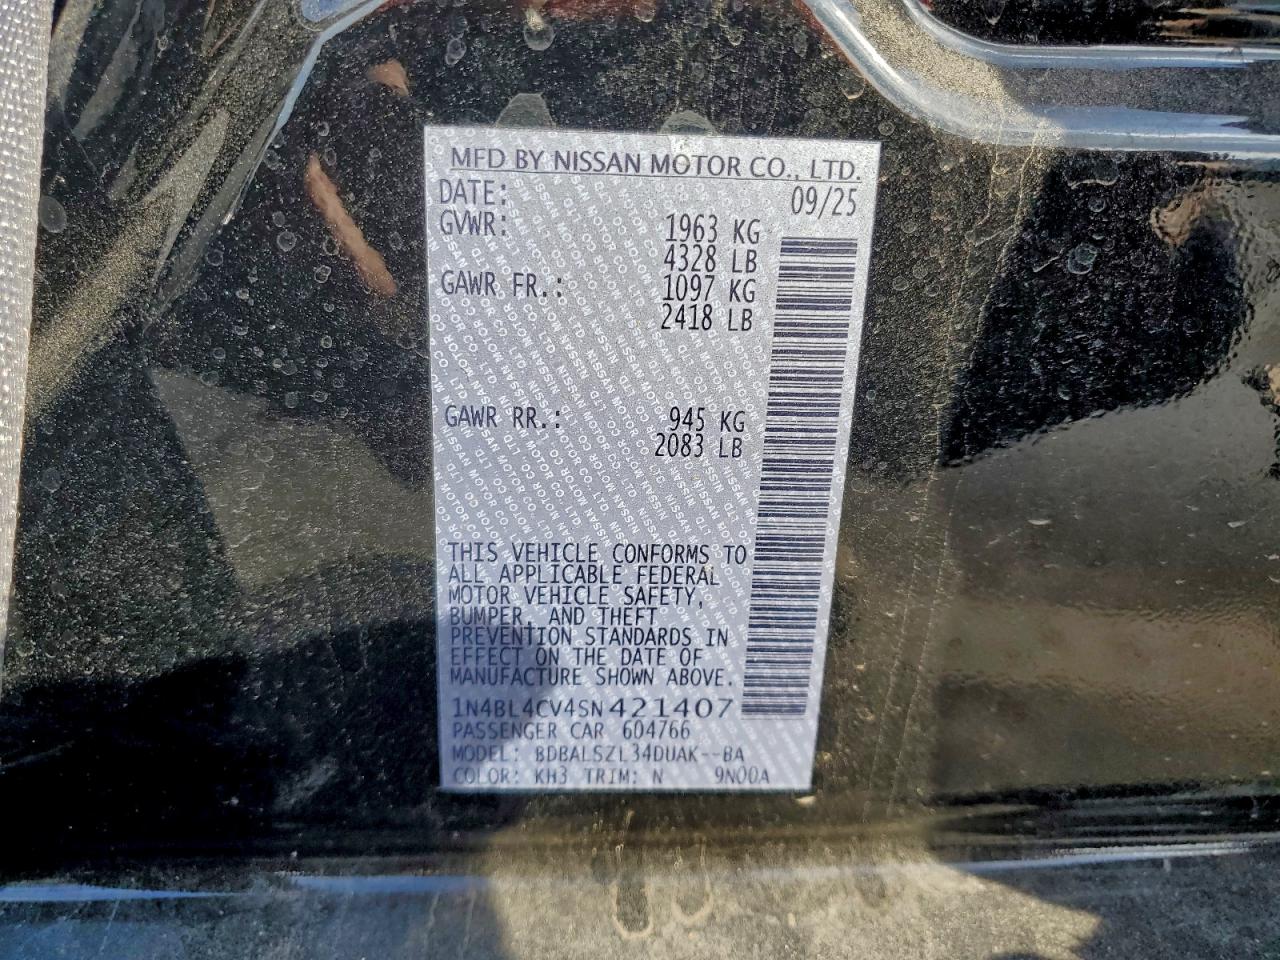 MFD BY NISSAN MOTOR CO., LTD.
DATE: 09/25
GVWR: 1963 KG
4328 LB
GAWR FR.: 1097 KG
2418 LB
GAWR RR.: 945 KG
2083 LB
THIS VEHICLE CONFORMS TO
ALL APPLICABLE FEDERAL
MOTOR VEHICLE SAFETY,
BUMPER, AND THEFT
PREVENTION STANDARDS IN
EFFECT ON THE DATE OF
MANUFACTURE SHOWN ABOVE.
1N4BL4CV4SN421407
PASSENGER CAR 604766
MODEL: BDBALSZL34DUAK--BA
COLOR: KH3 TRIM: N 9N00A